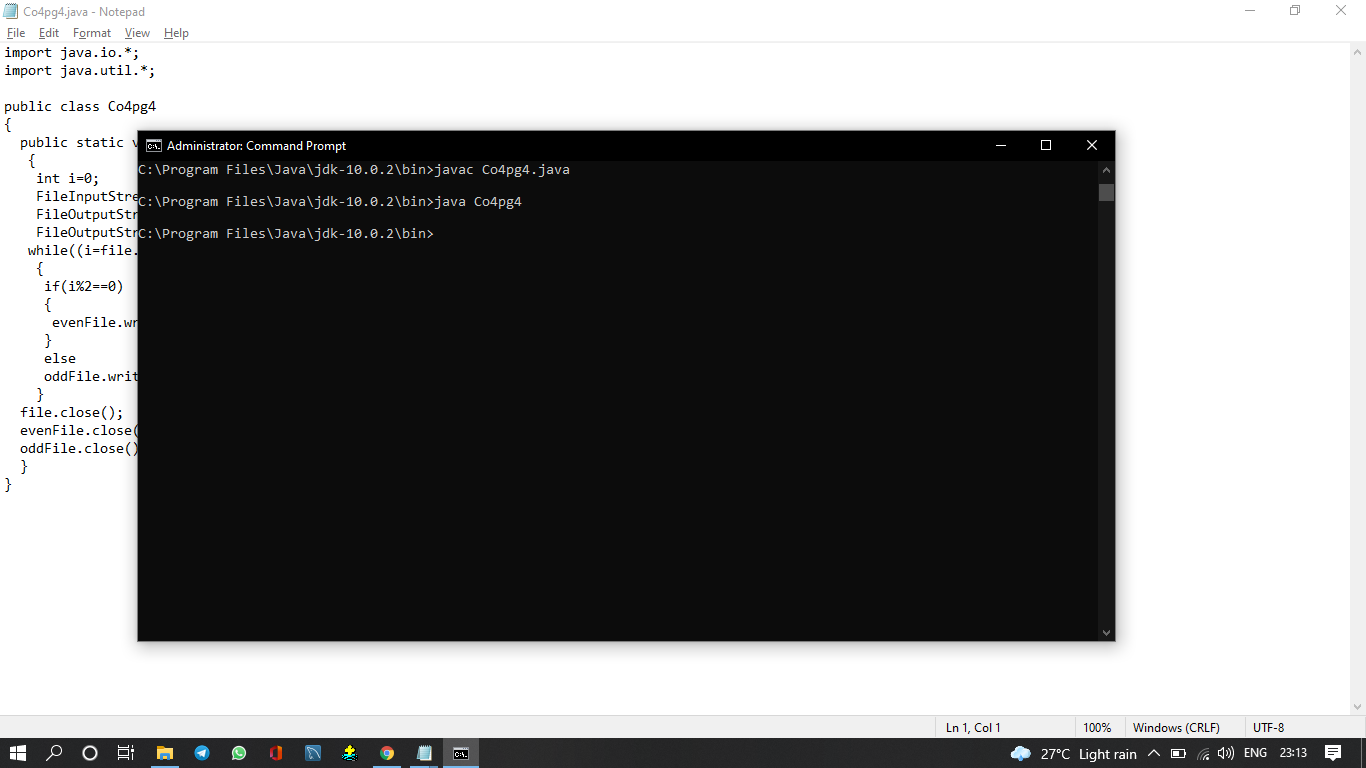 Co4pg4.java - Notepad
File Edit Format View Help
import java.io.*;
import java.util.*;
public class Co4pg4
{
public static v
{
int i=0;
FileInputStre
FileOutputStr
FileOutputStr
while((i=file.
{
if(i%2==0)
{
evenFile.wr
}
else
oddFile.writ
}
file.close();
evenFile.close(
oddFile.close()
}
}
Administrator: Command Prompt
C:\Program Files\Java\jdk-10.0.2\bin>javac Co4pg4.java
C:\Program Files\Java\jdk-10.0.2\bin>java Co4pg4
C:\Program Files\Java\jdk-10.0.2\bin>
Ln 1, Col 1 100% Windows (CRLF) UTF-8
27°C Light rain ENG 23:13